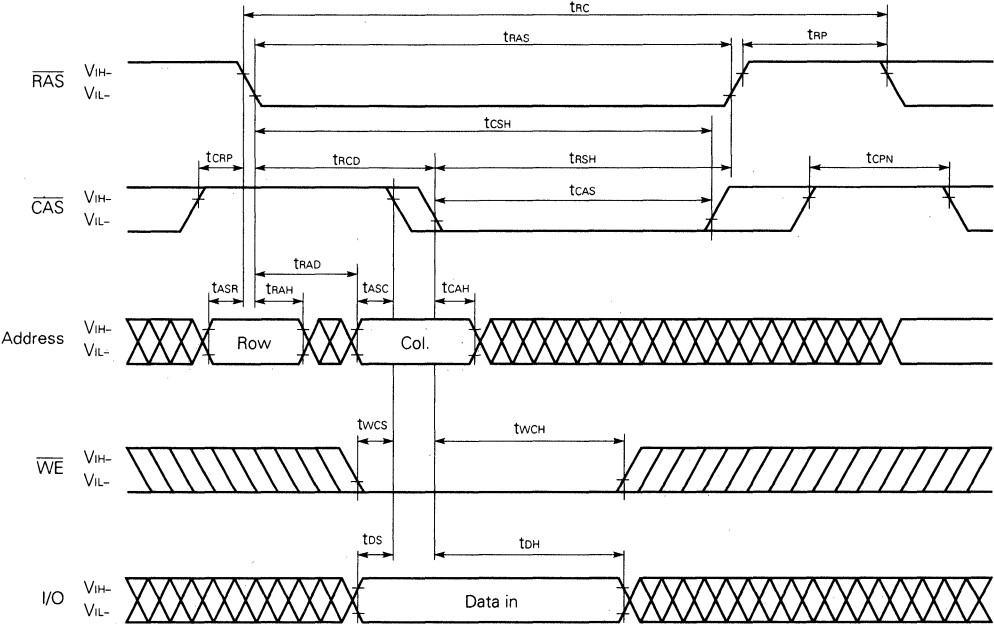 tRC
tRAS
tRP
RAS
VIH–
VIL–
tCSH
tCRP
tRCD
tRSH
tCPN
CAS
VIH–
VIL–
tCAS
tRAD
tASR
tRAH
tASC
tCAH
Address
VIH–
VIL–
Row
Col.
tWCS
tWCH
WE
VIH–
VIL–
tDS
tDH
I/O
VIH–
VIL–
Data in